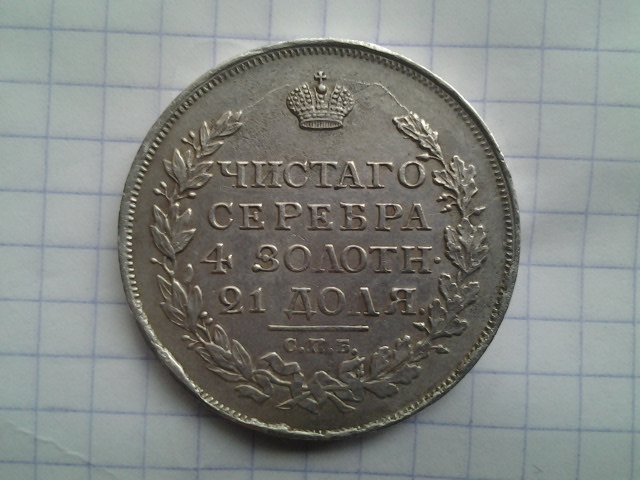 ЧИСТАГО
СЕРЕБРА
4 ЗОЛОТН.
21 ДОЛЯ.
С.П.Б.